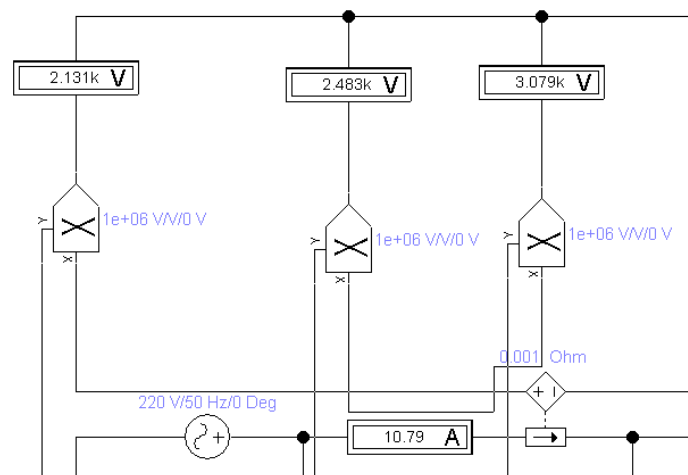 2.131k V
2.483k V
3.079k V
Y
1e+06 V/V/0 V
X
Y
1e+06 V/V/0 V
X
Y
1e+06 V/V/0 V
X
0.001 Ohm
+ -
220 V/50 Hz/0 Deg
+
10.79 A